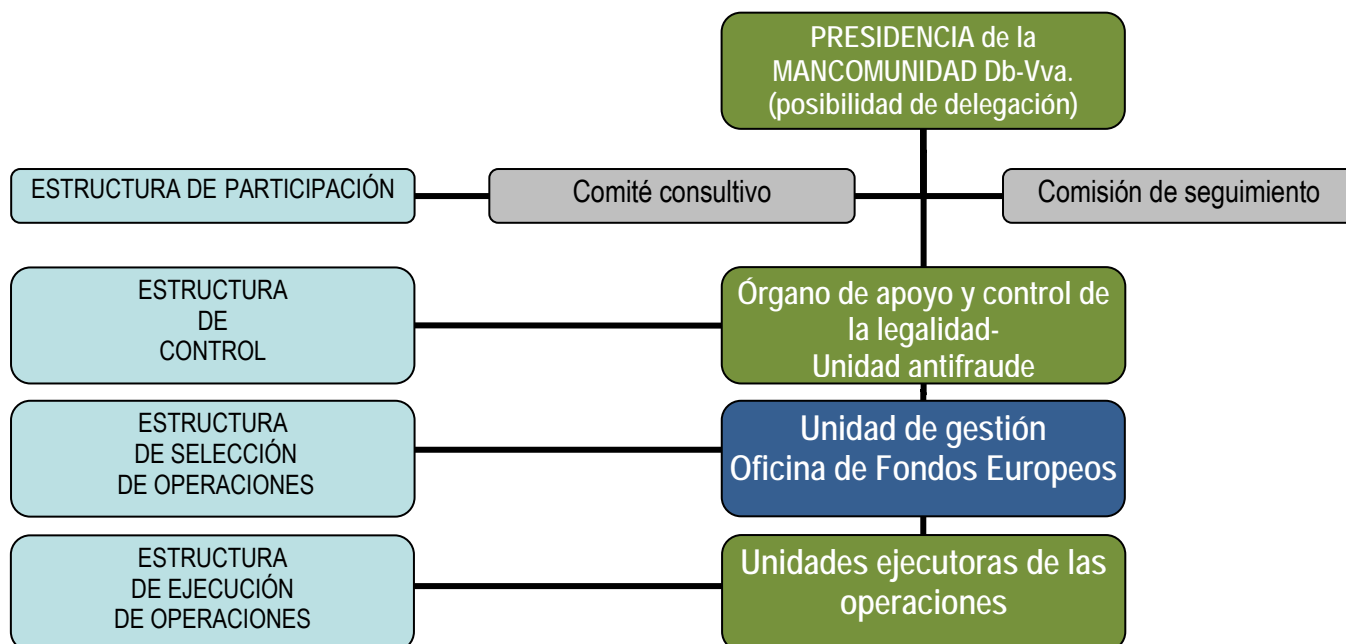 PRESIDENCIA de la
MANCOMUNIDAD Db-Vva.
(posibilidad de delegación)
ESTRUCTURA DE PARTICIPACIÓN
Comité consultivo
Comisión de seguimiento
ESTRUCTURA
DE
CONTROL
Órgano de apoyo y control de
la legalidad-
Unidad antifraude
ESTRUCTURA
DE SELECCIÓN
DE OPERACIONES
Unidad de gestión
Oficina de Fondos Europeos
ESTRUCTURA
DE EJECUCIÓN
DE OPERACIONES
Unidades ejecutoras de las
operaciones